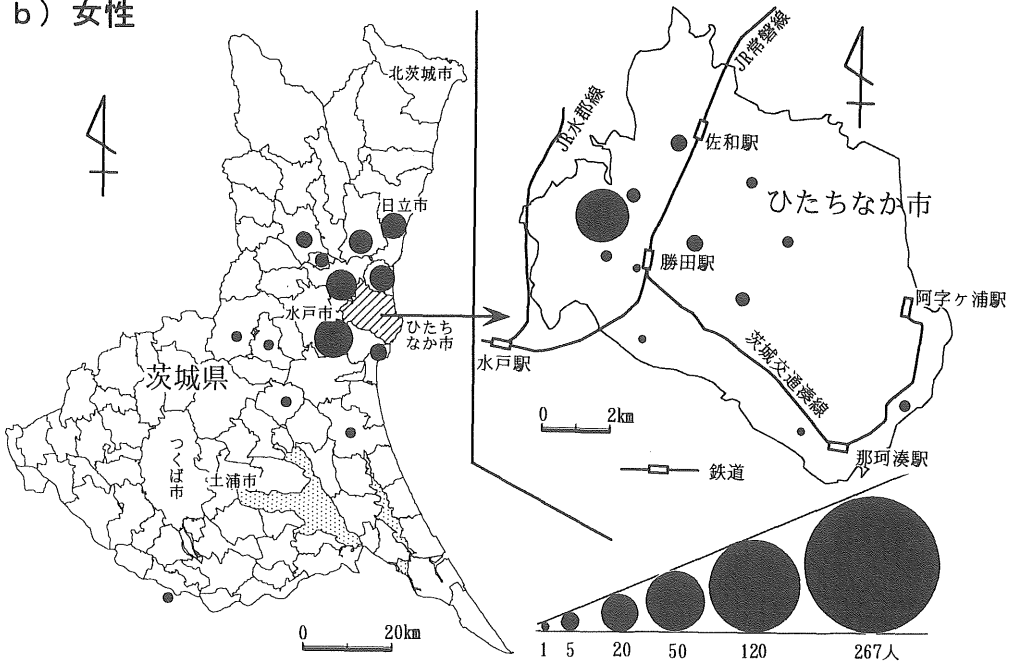 b）女性
北茨城市
日立市
水戸市
ひたち
なか市
茨城県
つくば市
土浦市
0 20km
JR常磐線
JR水郡線
佐和駅
ひたちなか市
勝田駅
阿字ケ浦駅
水戸駅
茨城交通湊線
那珂湊駅
0 2km
鉄道
1 5 20 50 120 267人